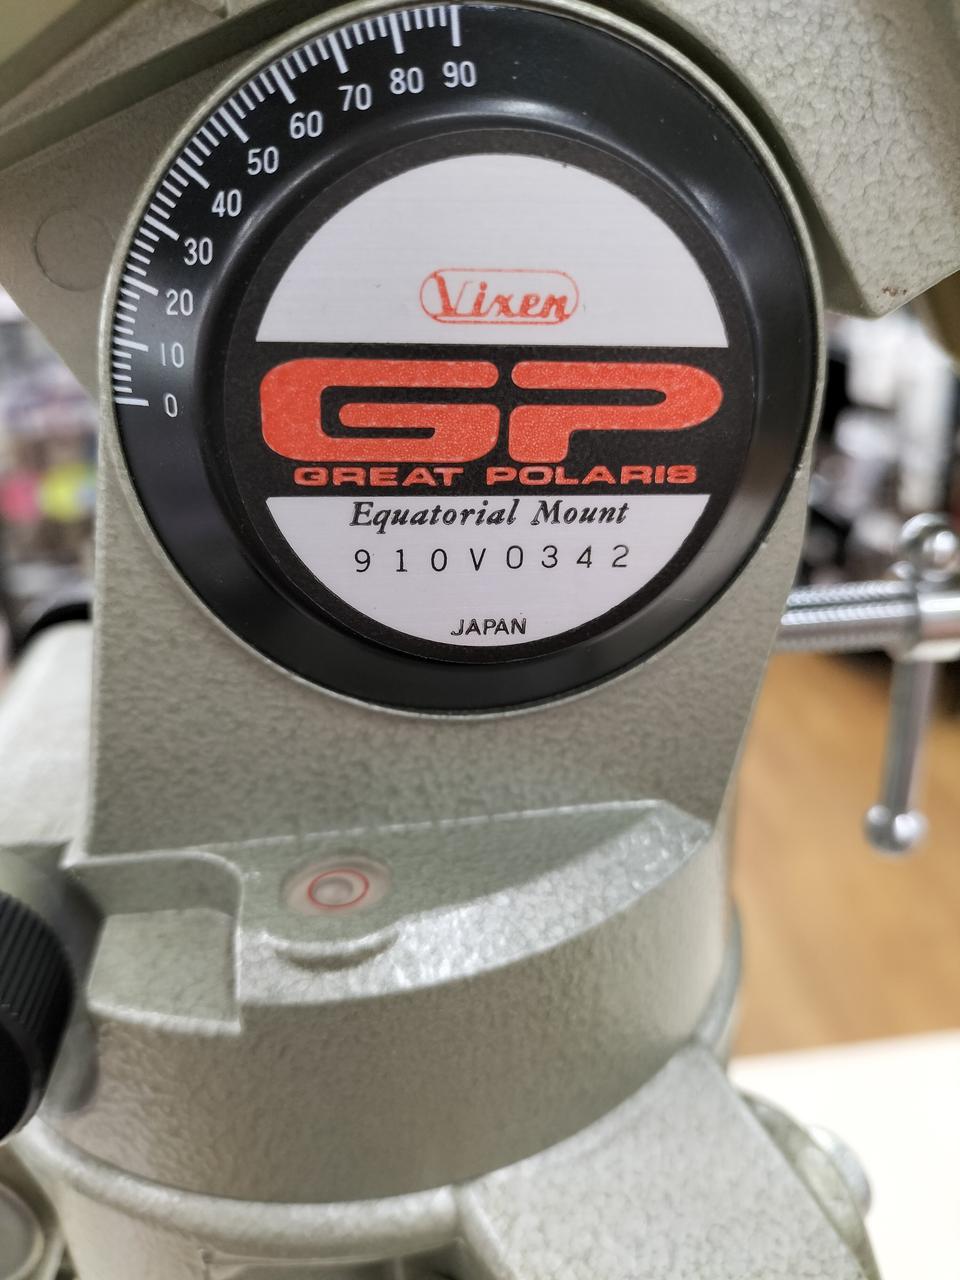 90
80
70
60
50
40
30
20
10
0
Vixen
GP
GREAT POLARIS
Equatorial Mount
910V0342
JAPAN